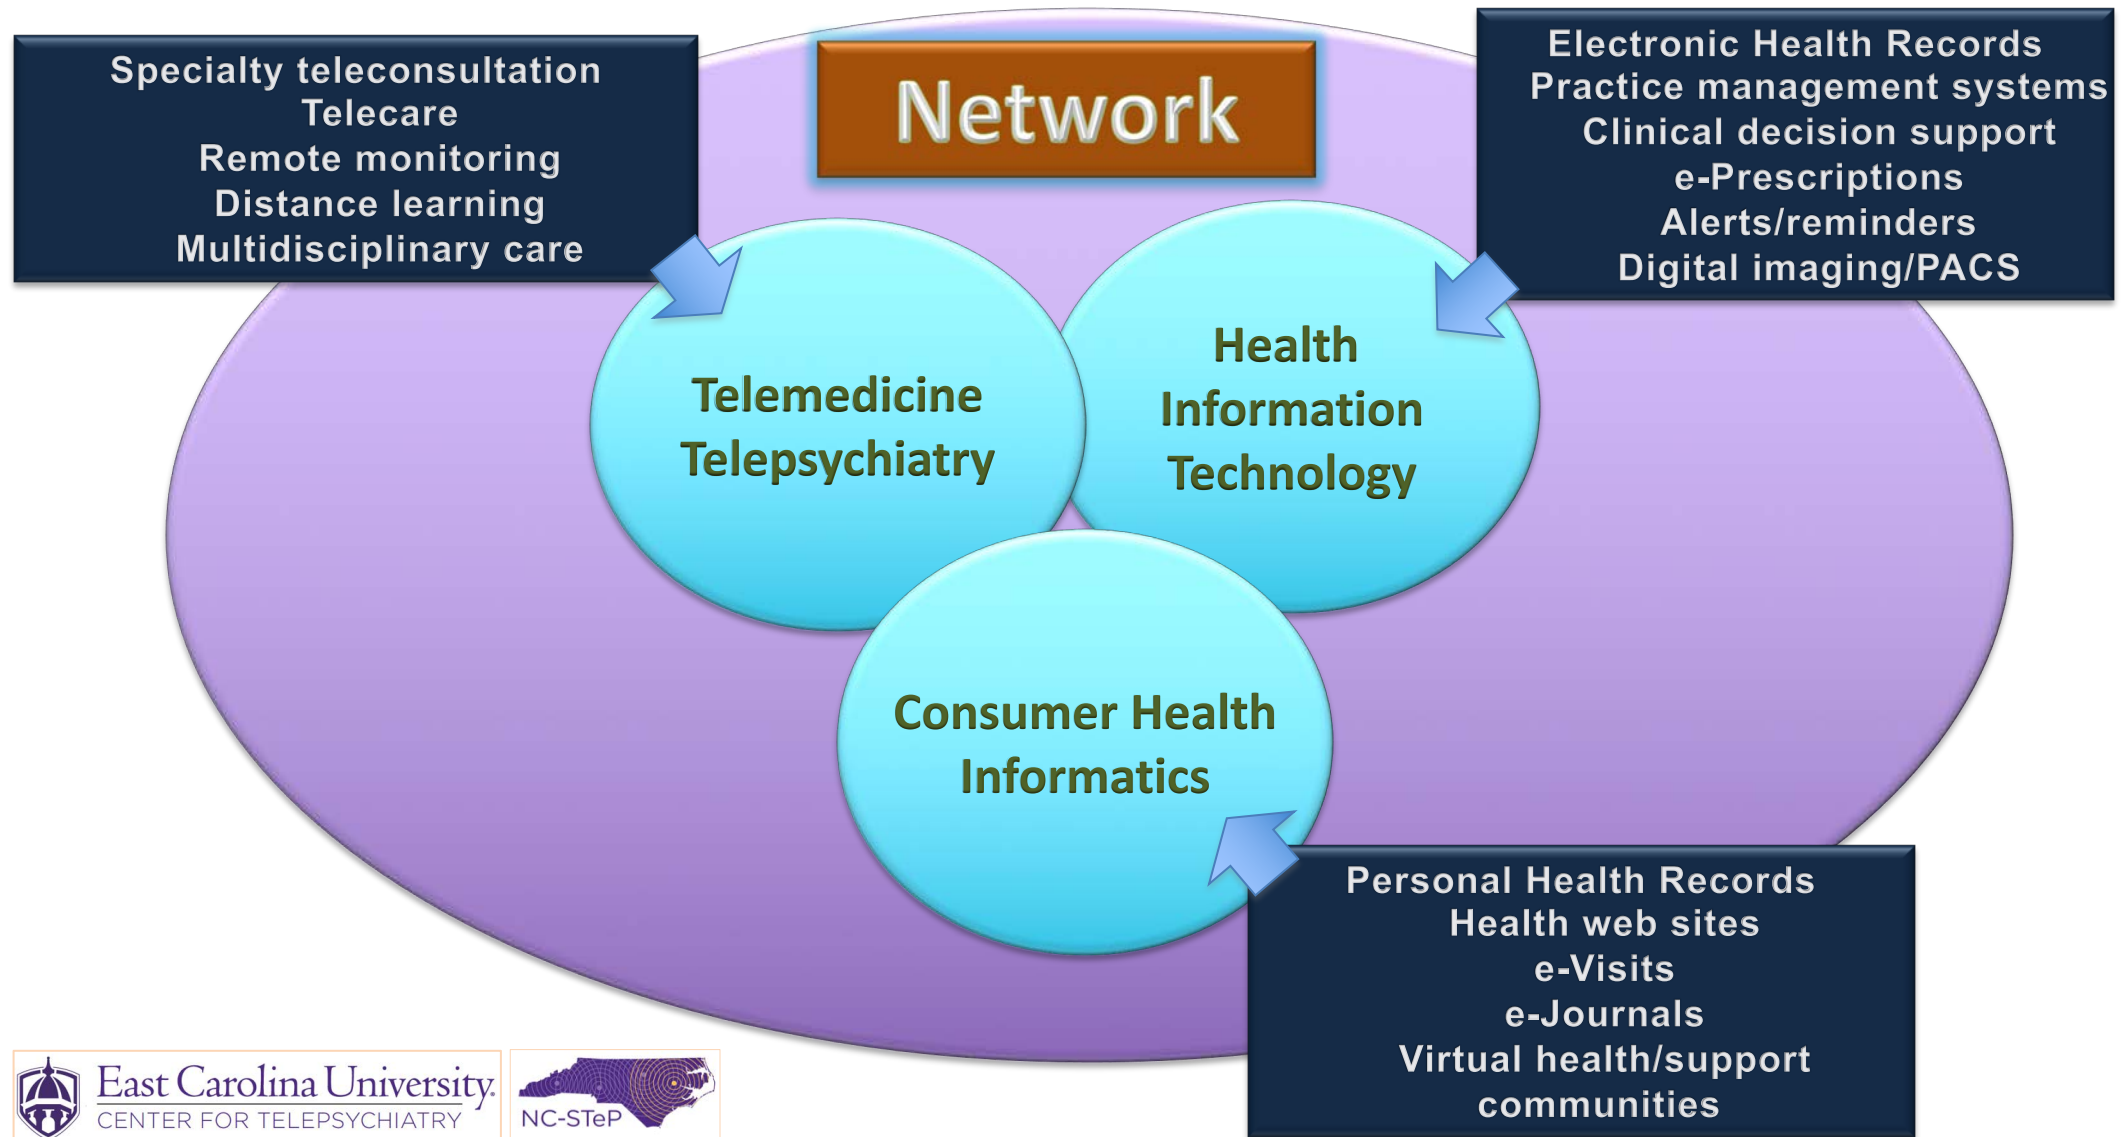 Specialty teleconsultation
Telecare
Remote monitoring
Distance learning
Multidisciplinary care
Network
Electronic Health Records
Practice management systems
Clinical decision support
e-Prescriptions
Alerts/reminders
Digital imaging/PACS
Telemedicine
Telepsychiatry
Health
Information
Technology
Consumer Health
Informatics
Personal Health Records
Health web sites
e-Visits
e-Journals
Virtual health/support
communities
East Carolina University.
CENTER FOR TELEPSYCHIATRY
NC-STeP